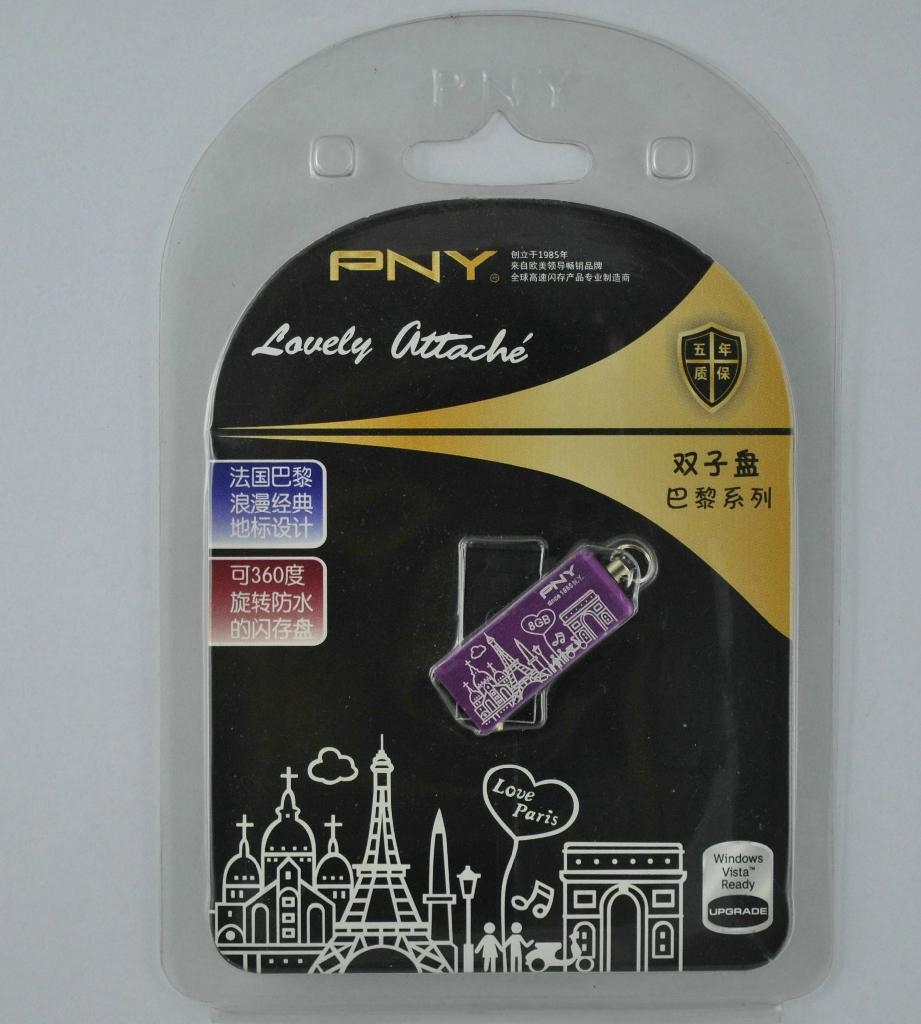 PNY
PNY®
创立于1985年
来自欧美领导畅销品牌
全球高速闪存产品专业制造商
Lovely Attaché
五年
质保
双子盘
巴黎系列
法国巴黎
浪漫经典
地标设计
可360度
旋转防水
的闪存盘
PNY
since 1985 N.Y.
8GB
Love
Paris
Windows
Vista™
Ready
UPGRADE